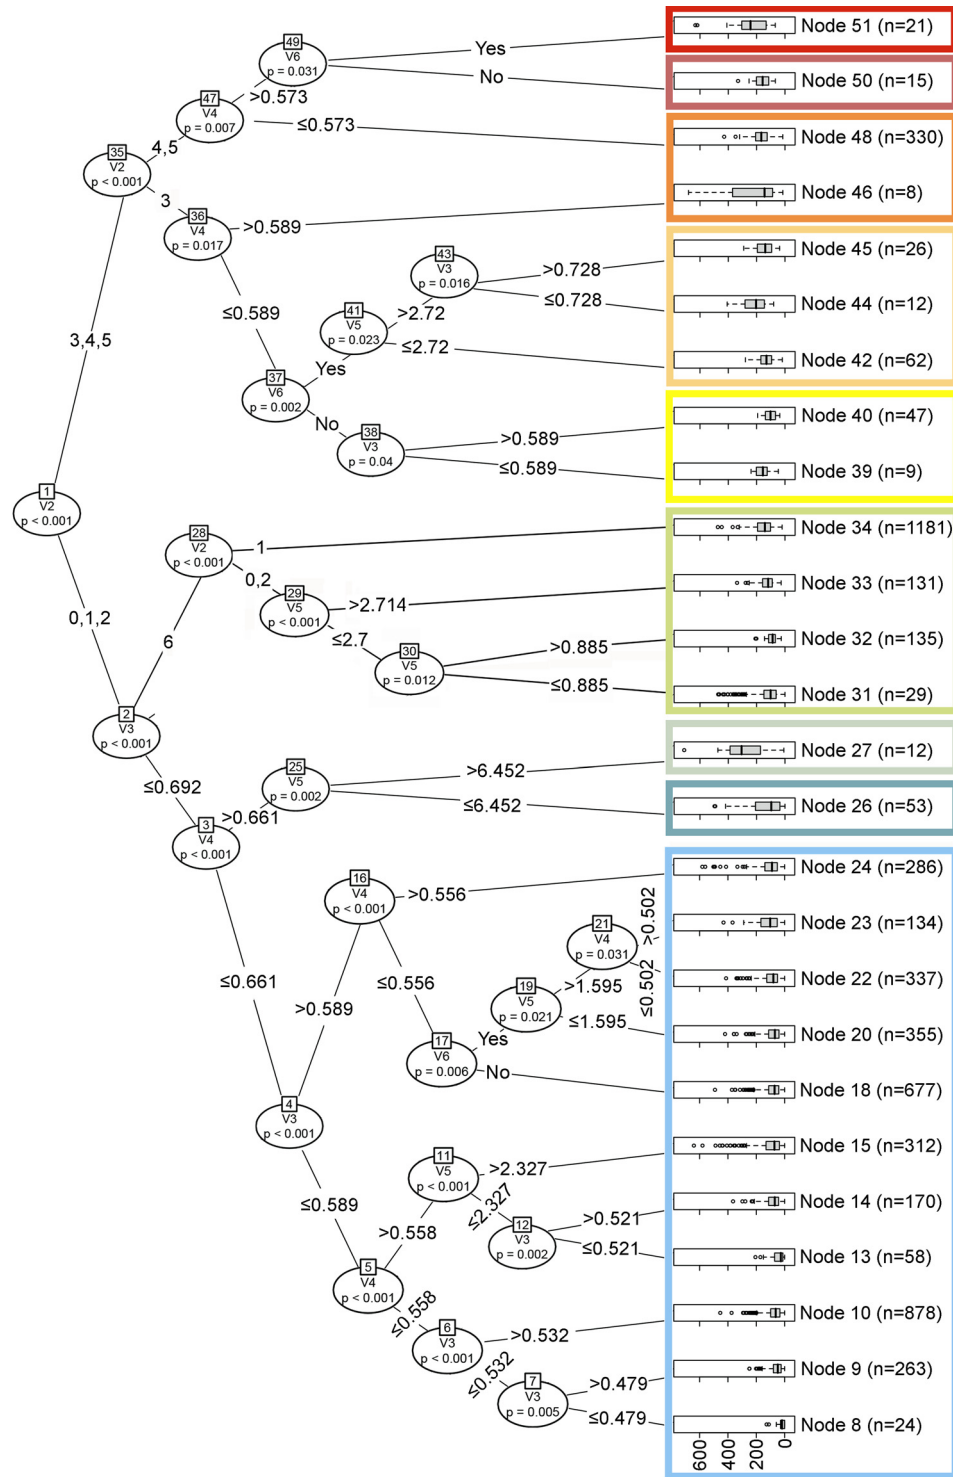 49
V6
p = 0.031
Yes
No
Node 51 (n=21)
Node 50 (n=15)
>0.573
47
V4
p = 0.007
≤0.573
Node 48 (n=330)
4,5
35
V2
p < 0.001
3
36
V4
p = 0.017
>0.589
Node 46 (n=8)
≤0.589
43
V3
p = 0.016
>0.728
≤0.728
Node 45 (n=26)
Node 44 (n=12)
>2.72
41
V5
p = 0.023
≤2.72
Node 42 (n=62)
3,4,5
Yes
37
V6
p = 0.002
No
38
V3
p = 0.04
>0.589
≤0.589
Node 40 (n=47)
Node 39 (n=9)
1
V2
p < 0.001
0,1,2
28
V2
p < 0.001
1
Node 34 (n=1181)
0,2
29
V5
p < 0.001
>2.714
Node 33 (n=131)
6
≤2.7
30
V5
p = 0.012
>0.885
≤0.885
Node 32 (n=135)
Node 31 (n=29)
2
V3
p < 0.001
≤0.692
25
V5
p = 0.002
>6.452
≤6.452
Node 27 (n=12)
Node 26 (n=53)
>0.661
3
V4
p < 0.001
≤0.661
16
V4
p < 0.001
>0.556
Node 24 (n=286)
>0.589
≤0.556
21
V4
p = 0.031
>0.502
≤0.502
Node 23 (n=134)
Node 22 (n=337)
>1.595
19
V5
p = 0.021
≤1.595
Node 20 (n=355)
Yes
17
V6
p = 0.006
No
Node 18 (n=677)
4
V3
p < 0.001
≤0.589
11
V5
p < 0.001
>2.327
Node 15 (n=312)
≤2.327
12
V3
p = 0.002
>0.521
≤0.521
Node 14 (n=170)
Node 13 (n=58)
>0.558
5
V4
p < 0.001
≤0.558
6
V3
p < 0.001
>0.532
Node 10 (n=878)
≤0.532
7
V3
p = 0.005
>0.479
≤0.479
Node 9 (n=263)
Node 8 (n=24)
600
400
200
0